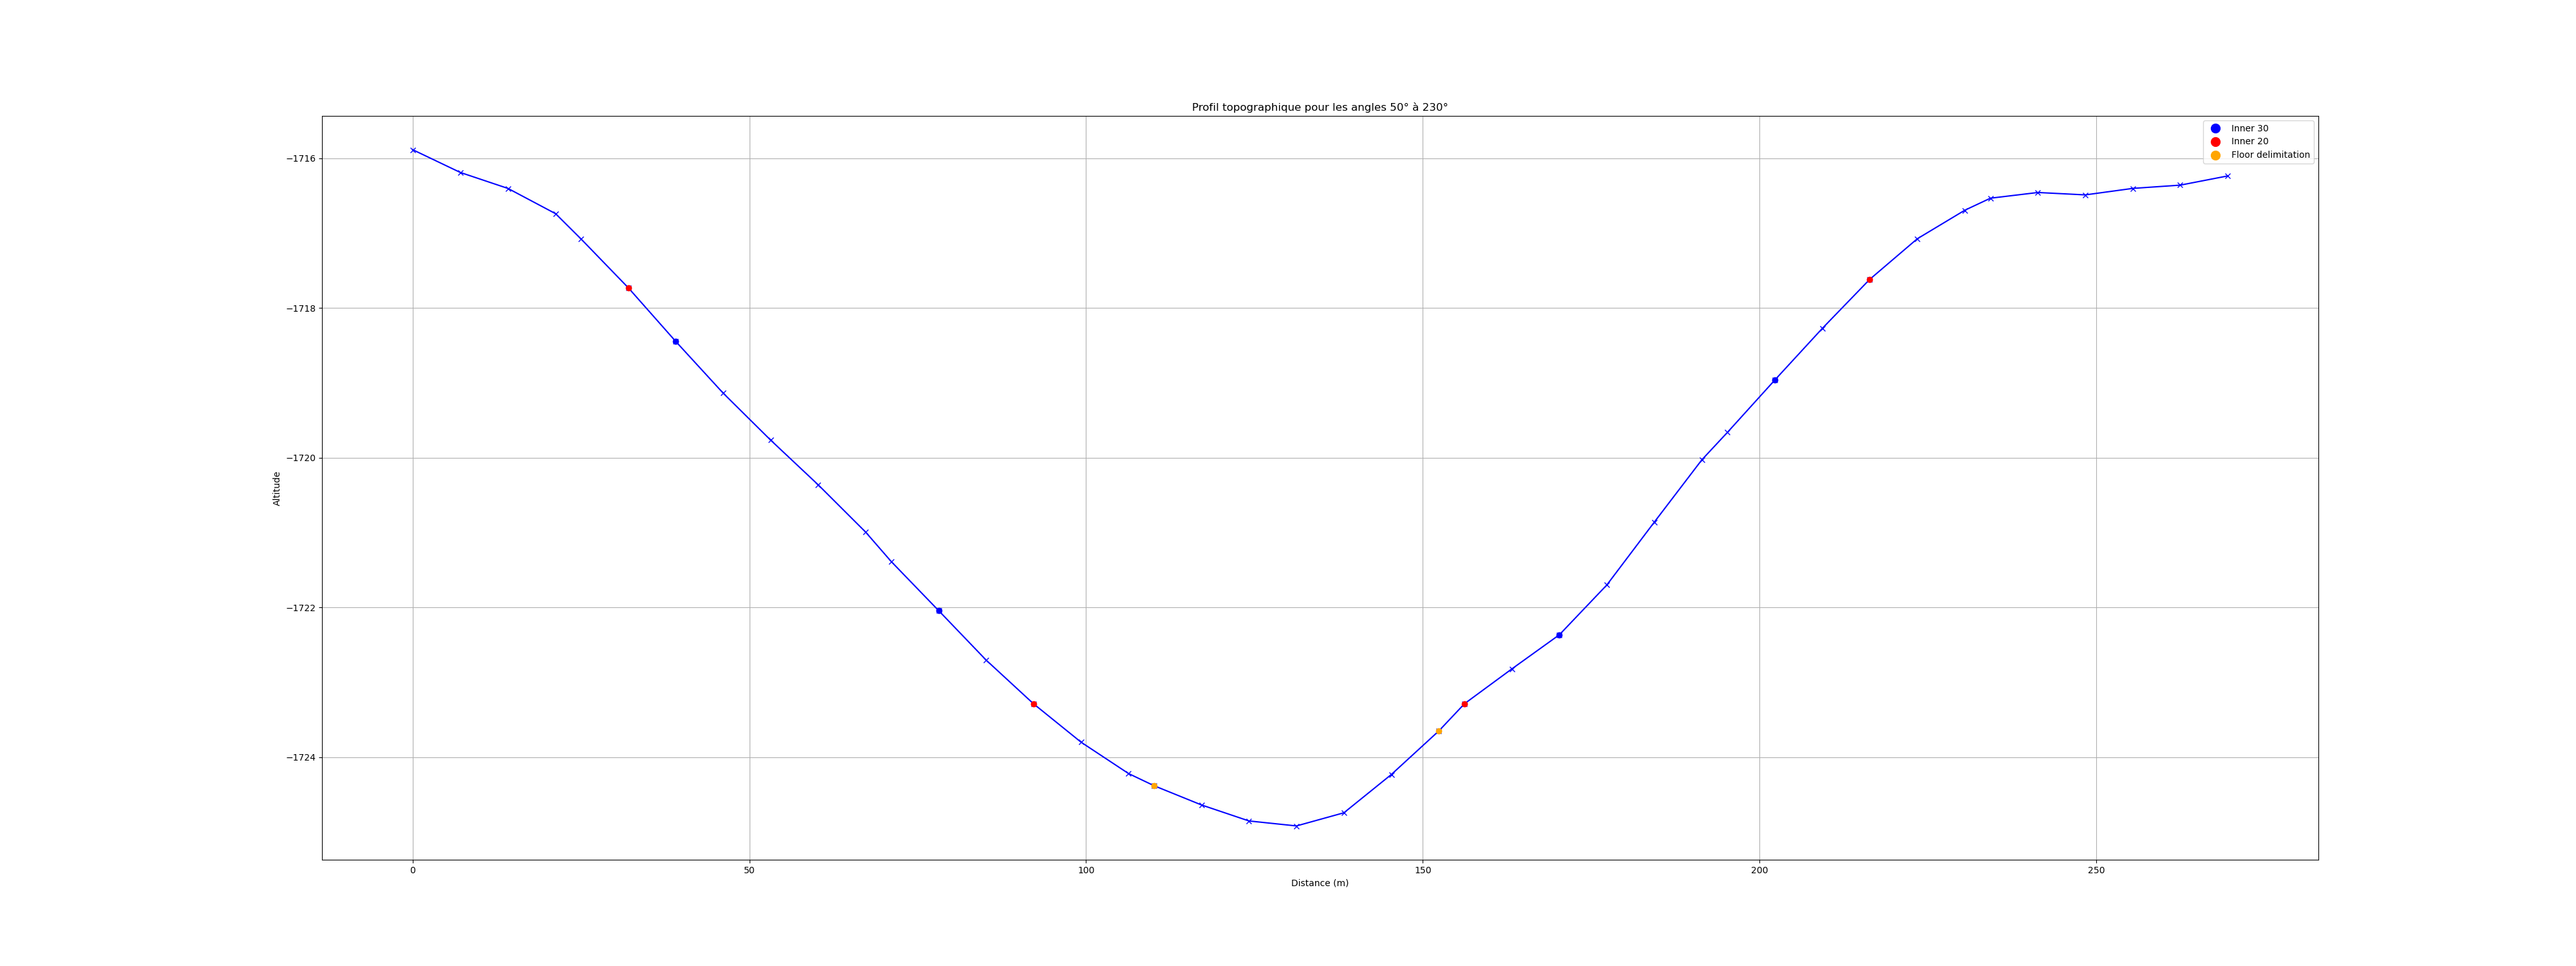 Profil topographique pour les angles 50° à 230°
Inner 30
Inner 20
Floor delimitation
−1716
−1718
−1720
−1722
−1724
Altitude
0
50
100
150
200
250
Distance (m)